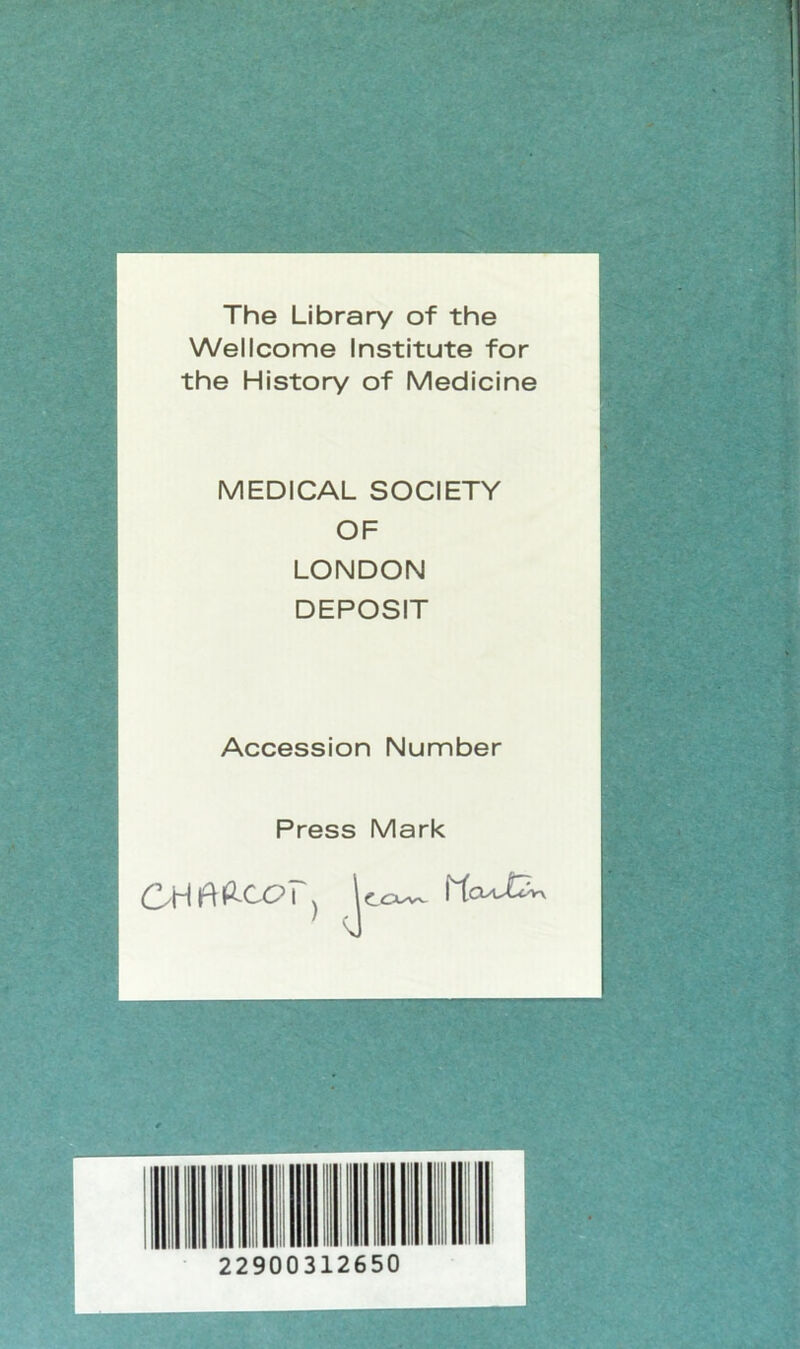 The Library of the
Wellcome Institute for
the History of Medicine
MEDICAL SOCIETY
OF
LONDON
DEPOSIT
Accession Number
Press Mark
CHARCOT, Jean Martin
22900312650